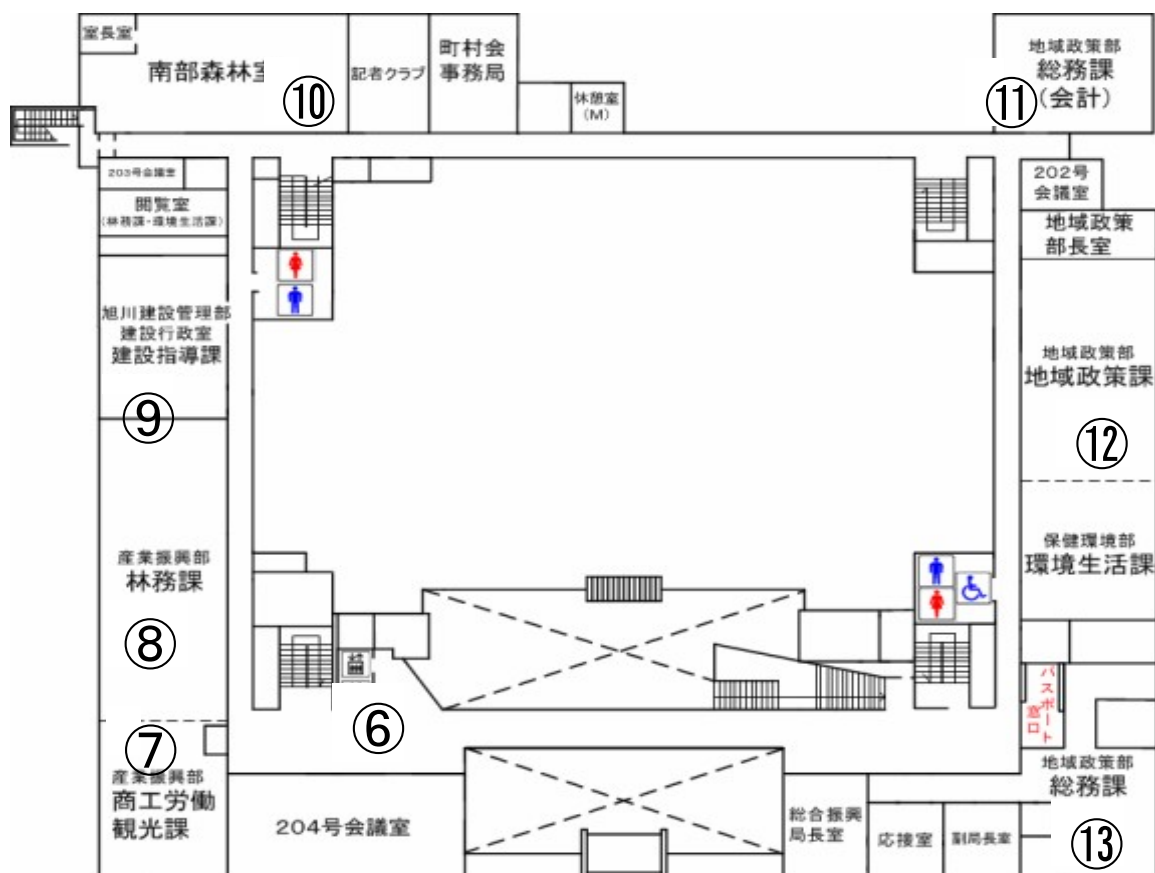 室長室
南部森林室
⑩
記者クラブ
町村会
事務局
休憩室
(M)
地域政策部
総務課
(会計)
⑪
203号会議室
閲覧室
(林務課・環境生活課)
202号
会議室
地域政策
部長室
旭川建設管理部
建設行政室
建設指導課
⑨
地域政策部
地域政策課
⑫
産業振興部
林務課
⑧
保健環境部
環境生活課
⑥
パスポート
窓口
⑦
産業振興部
商工労働
観光課
204号会議室
総合振興
局長室
応接室
副局長室
地域政策部
総務課
⑬